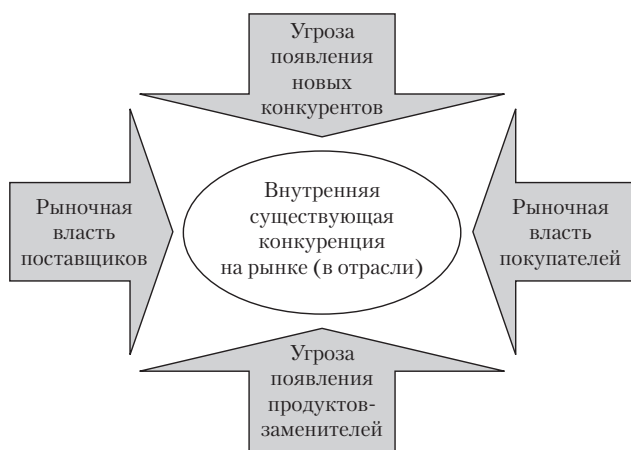 Угроза
появления
новых
конкурентов
Рыночная
власть
поставщиков
Внутренняя
существующая
конкуренция
на рынке (в отрасли)
Рыночная
власть
покупателей
Угроза
появления
продуктов-
заменителей